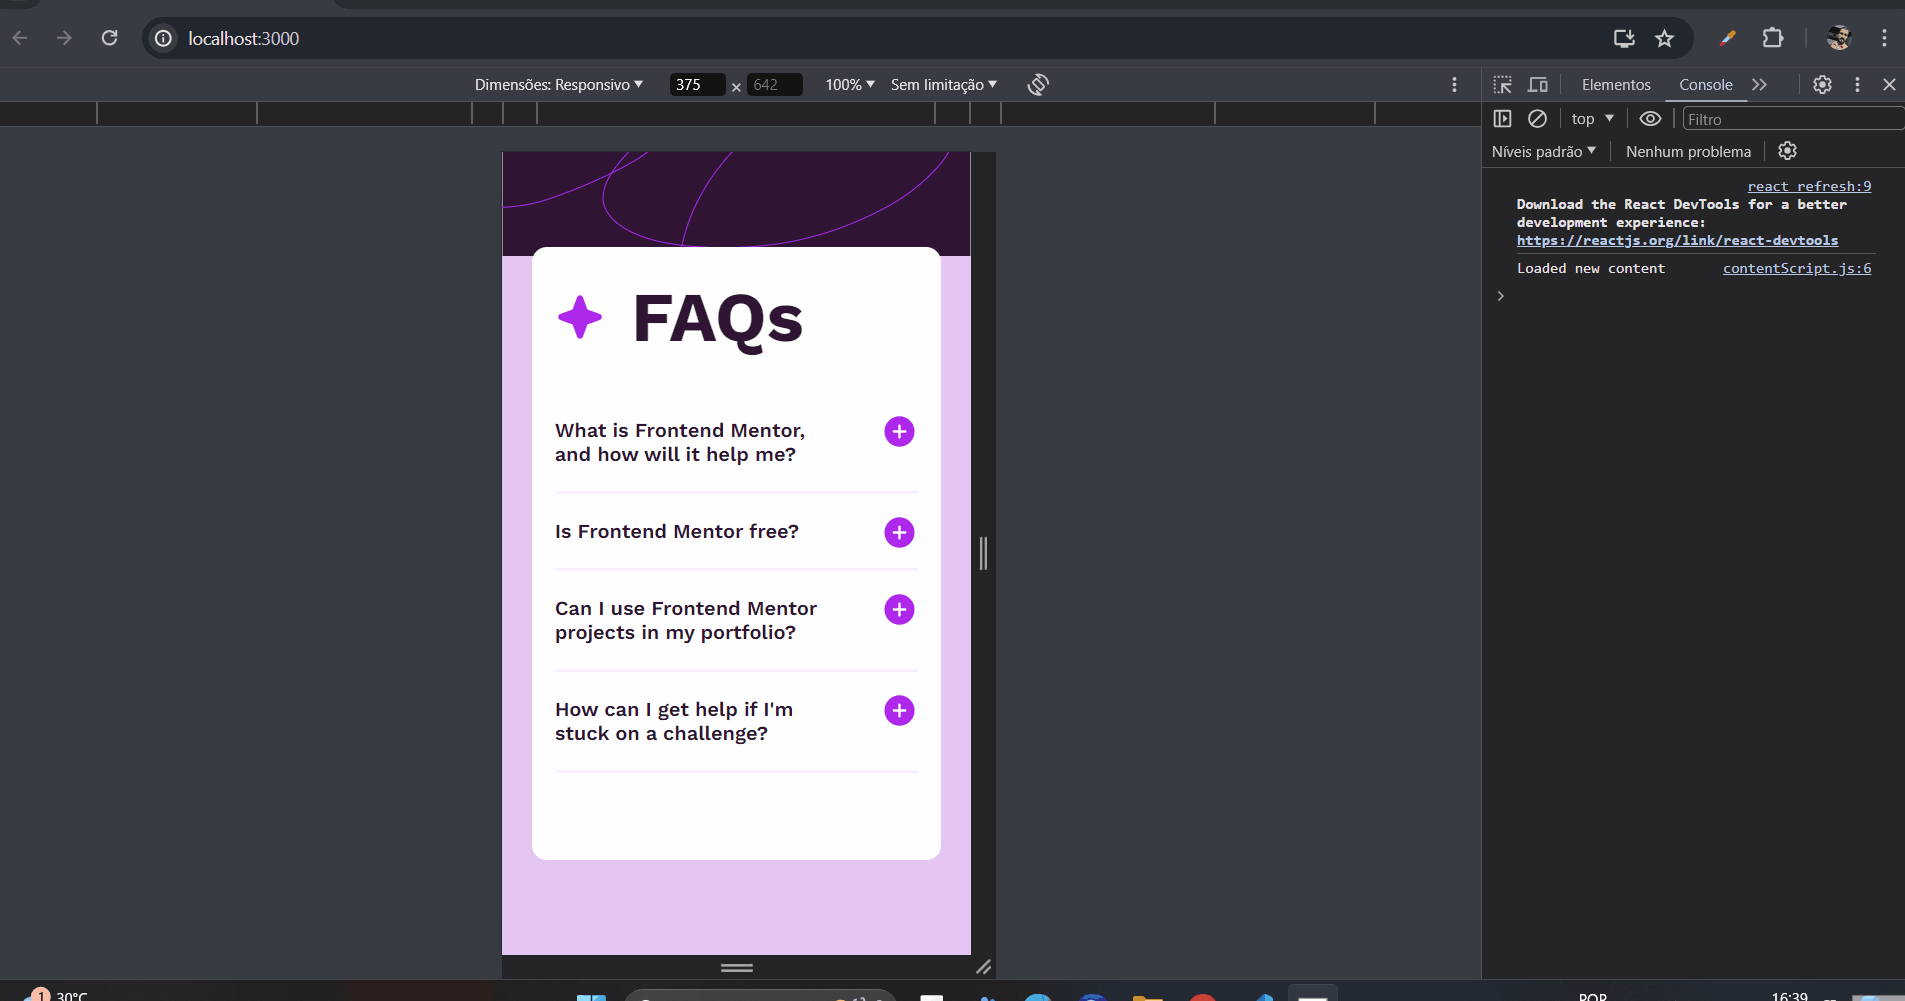 localhost:3000
Dimensões: Responsivo 375 × 642 100% Sem limitação
Elementos Console
top Filtro
Níveis padrão Nenhum problema
react refresh:9
Download the React DevTools for a better
development experience:
https://reactjs.org/link/react-devtools
Loaded new content contentScript.js:6
FAQs
What is Frontend Mentor,
and how will it help me?
Is Frontend Mentor free?
Can I use Frontend Mentor
projects in my portfolio?
How can I get help if I'm
stuck on a challenge?
1 30°C
POR 16:39